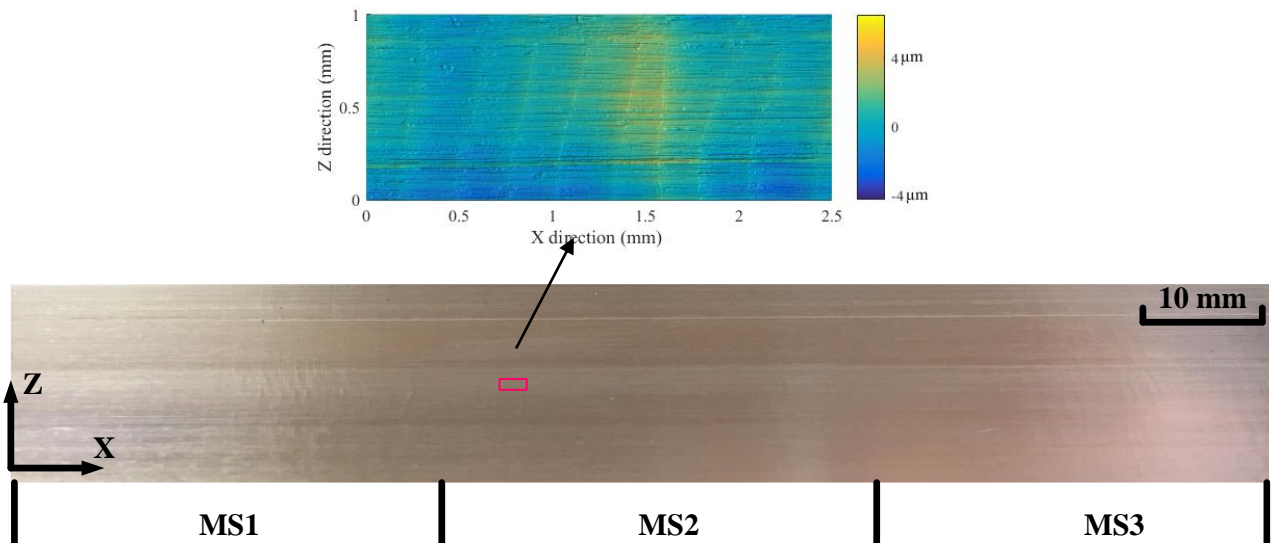 1
0.5
0
Z direction (mm)
0 0.5 1 1.5 2 2.5
X direction (mm)
4 μm
0
-4 μm
10 mm
Z
X
MS1 MS2 MS3